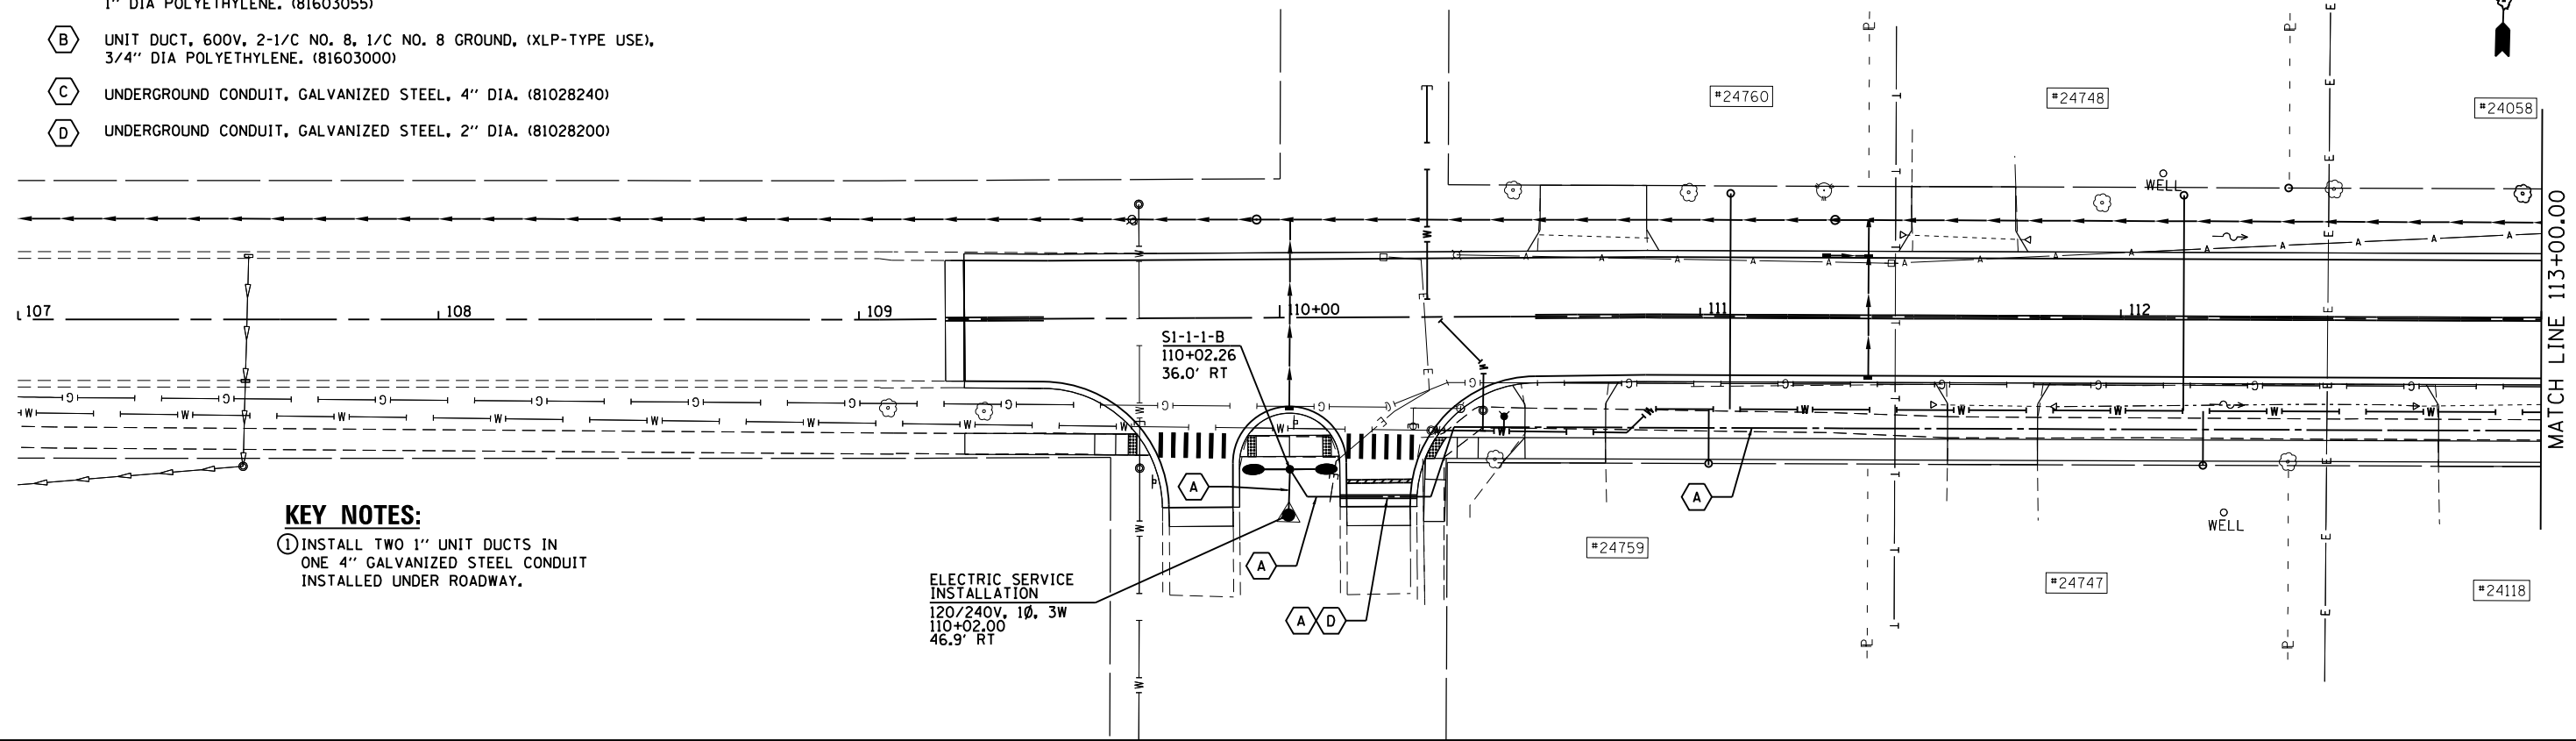 1" DIA POLYETHYLENE. (81603055)
B UNIT DUCT, 600V, 2-1/C NO. 8, 1/C NO. 8 GROUND, (XLP-TYPE USE),
3/4" DIA POLYETHYLENE. (81603000)
C UNDERGROUND CONDUIT, GALVANIZED STEEL, 4" DIA. (81028240)
D UNDERGROUND CONDUIT, GALVANIZED STEEL, 2" DIA. (81028200)
#24760
#24748
#24058
WELL
107
108
109
110+00
111
112
MATCH LINE 113+00.00
S1-1-1-B
110+02.26
36.0' RT
A
A
A
A D
KEY NOTES:
1 INSTALL TWO 1" UNIT DUCTS IN
ONE 4" GALVANIZED STEEL CONDUIT
INSTALLED UNDER ROADWAY.
ELECTRIC SERVICE
INSTALLATION
120/240V, 1Ø, 3W
110+02.00
46.9' RT
WELL
#24759
#24747
#24118